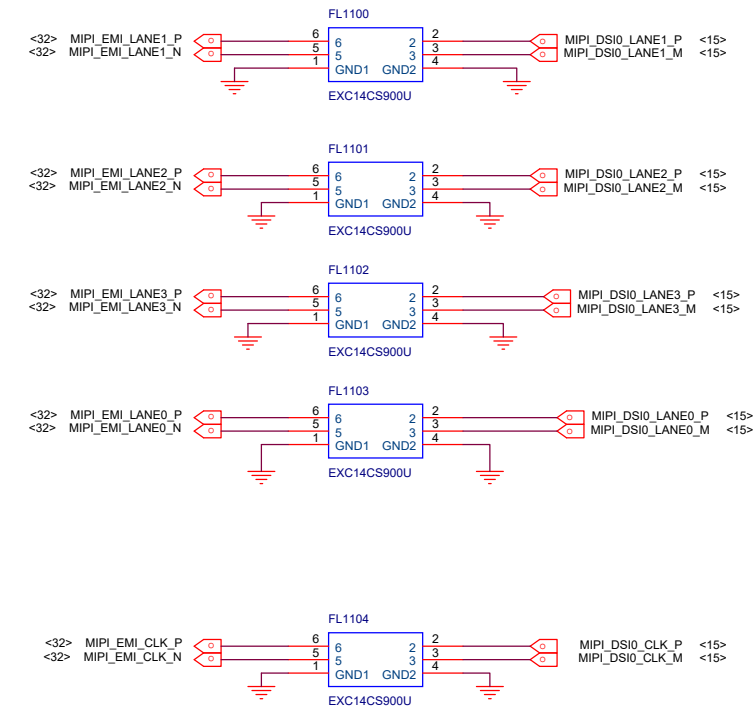 FL1100
<32> MIPI_EMI_LANE1_P 6 6 2 2 MIPI_DSI0_LANE1_P <15>
<32> MIPI_EMI_LANE1_N 5 5 3 3 MIPI_DSI0_LANE1_M <15>
1 GND1 GND2 4
EXC14CS900U
FL1101
<32> MIPI_EMI_LANE2_P 6 6 2 2 MIPI_DSI0_LANE2_P <15>
<32> MIPI_EMI_LANE2_N 5 5 3 3 MIPI_DSI0_LANE2_M <15>
1 GND1 GND2 4
EXC14CS900U
FL1102
<32> MIPI_EMI_LANE3_P 6 6 2 2 MIPI_DSI0_LANE3_P <15>
<32> MIPI_EMI_LANE3_N 5 5 3 3 MIPI_DSI0_LANE3_M <15>
1 GND1 GND2 4
EXC14CS900U
FL1103
<32> MIPI_EMI_LANE0_P 6 6 2 2 MIPI_DSI0_LANE0_P <15>
<32> MIPI_EMI_LANE0_N 5 5 3 3 MIPI_DSI0_LANE0_M <15>
1 GND1 GND2 4
EXC14CS900U
FL1104
<32> MIPI_EMI_CLK_P 6 6 2 2 MIPI_DSI0_CLK_P <15>
<32> MIPI_EMI_CLK_N 5 5 3 3 MIPI_DSI0_CLK_M <15>
1 GND1 GND2 4
EXC14CS900U